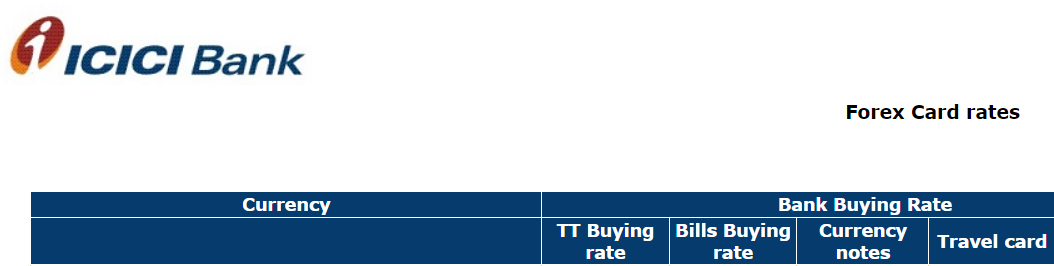 ICICI Bank
Forex Card rates
Currency
Bank Buying Rate
TT Buying
rate
Bills Buying
rate
Currency
notes
Travel card